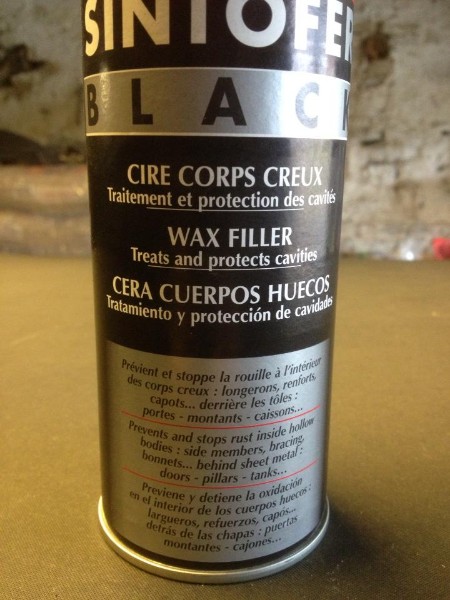 SINTOFER
BLACK
CIRE CORPS CREUX
Traitement et protection des cavités
WAX FILLER
Treats and protects cavities
CERA CUERPOS HUECOS
Tratamiento y protección de cavidades
Prévient et stoppe la rouille à l'intérieur
des corps creux : longerons, renforts,
capots... derrière les tôles :
portes - montants - caissons...
Prevents and stops rust inside hollow
bodies : side members, bracing,
bonnets... behind sheet metal :
doors - pillars - tanks...
Previene y detiene la oxidación
en el interior de los cuerpos huecos :
largueros, refuerzos, capós...
detrás de las chapas : puertas
montantes - cajones...